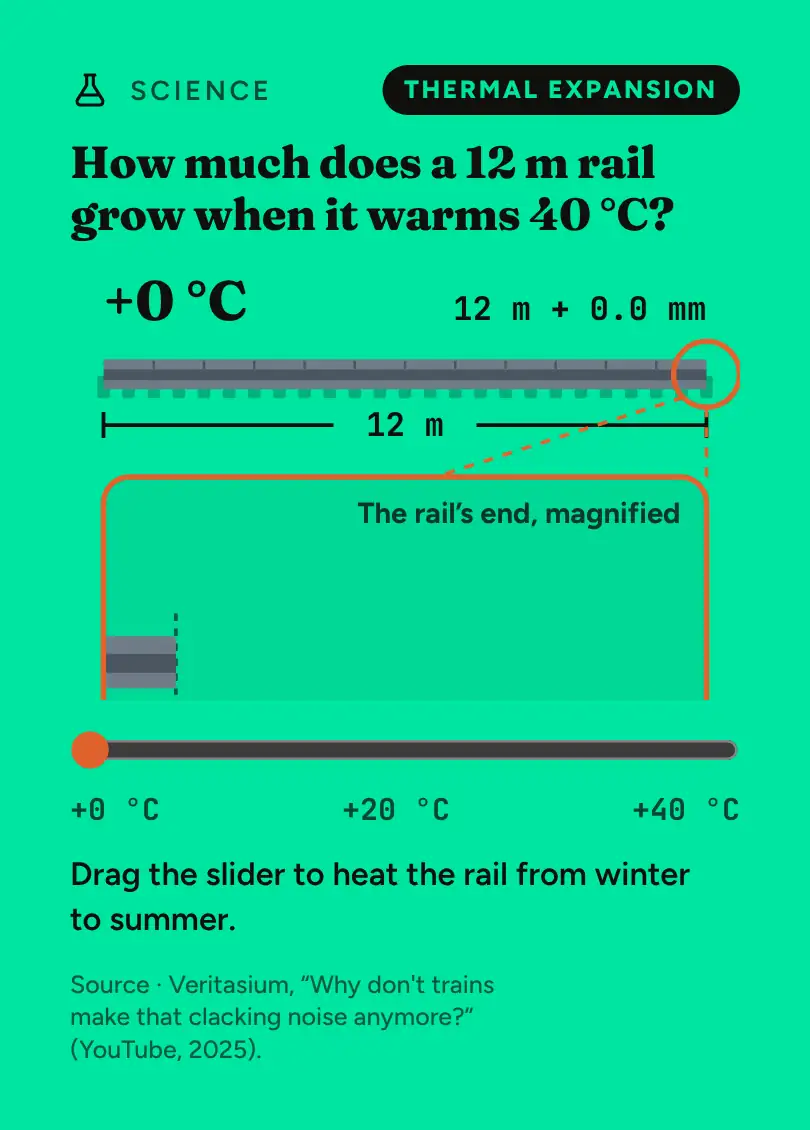 SCIENCE
THERMAL EXPANSION
How much does a 12 m rail
grow when it warms 40 °C?
+0 °C
12 m + 0.0 mm
12 m
The rail’s end, magnified
+0 °C
+20 °C
+40 °C
Drag the slider to heat the rail from winter
to summer.
Source · Veritasium, “Why don't trains
make that clacking noise anymore?”
(YouTube, 2025).